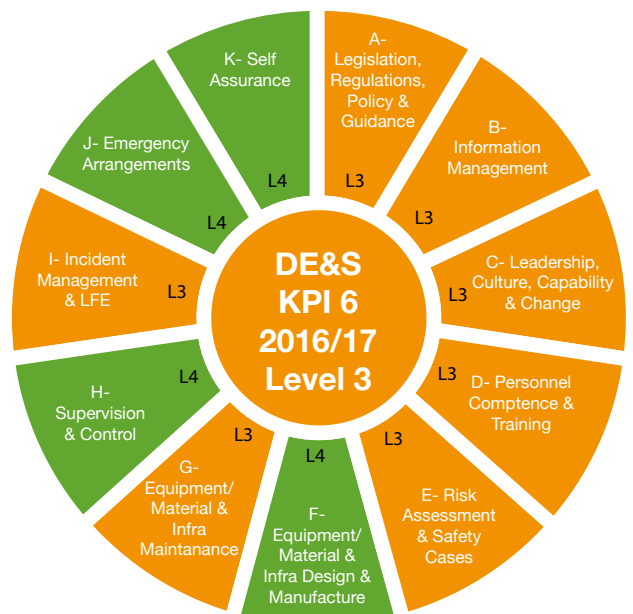 DE&S
KPI 6
2016/17
Level 3
A-
Legislation,
Regulations,
Policy &
Guidance
L3
B-
Information
Management
L3
C- Leadership,
Culture, Capability
& Change
L3
D- Personnel
Comptence &
Training
L3
E- Risk
Assessment
& Safety
Cases
L3
F-
Equipment/
Material &
Infra Design &
Manufacture
L4
G-
Equipment/
Material &
Infra
Maintanance
L3
H-
Supervision
& Control
L4
I- Incident
Management
& LFE
L3
J- Emergency
Arrangements
L4
K- Self
Assurance
L4